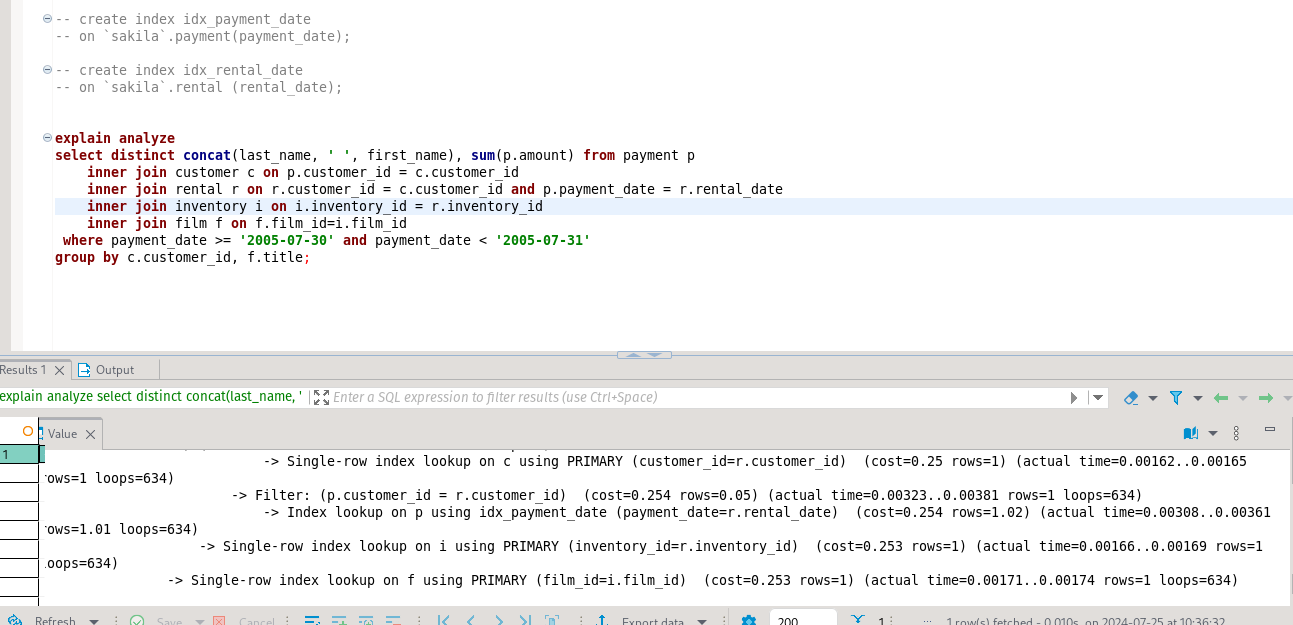 -- create index idx_payment_date
-- on `sakila`.payment(payment_date);
-- create index idx_rental_date
-- on `sakila`.rental (rental_date);
explain analyze
select distinct concat(last_name, ' ', first_name), sum(p.amount) from payment p
inner join customer c on p.customer_id = c.customer_id
inner join rental r on r.customer_id = c.customer_id and p.payment_date = r.rental_date
inner join inventory i on i.inventory_id = r.inventory_id
inner join film f on f.film_id=i.film_id
where payment_date >= '2005-07-30' and payment_date < '2005-07-31'
group by c.customer_id, f.title;
Results 1 Output
explain analyze select distinct concat(last_name, ' Enter a SQL expression to filter results (use Ctrl+Space)
Value
1
-> Single-row index lookup on c using PRIMARY (customer_id=r.customer_id)  (cost=0.25 rows=1) (actual time=0.00162..0.00165
rows=1 loops=634)
-> Filter: (p.customer_id = r.customer_id)  (cost=0.254 rows=0.05) (actual time=0.00323..0.00381 rows=1 loops=634)
-> Index lookup on p using idx_payment_date (payment_date=r.rental_date)  (cost=0.254 rows=1.02) (actual time=0.00308..0.00361
rows=1.01 loops=634)
-> Single-row index lookup on i using PRIMARY (inventory_id=r.inventory_id)  (cost=0.253 rows=1) (actual time=0.00166..0.00169 rows=1
loops=634)
-> Single-row index lookup on f using PRIMARY (film_id=i.film_id)  (cost=0.253 rows=1) (actual time=0.00171..0.00174 rows=1 loops=634)
Refresh Save Cancel Export data 200 1 ... 1 row(s) fetched - 0.010s, on 2024-07-25 at 10:36:32